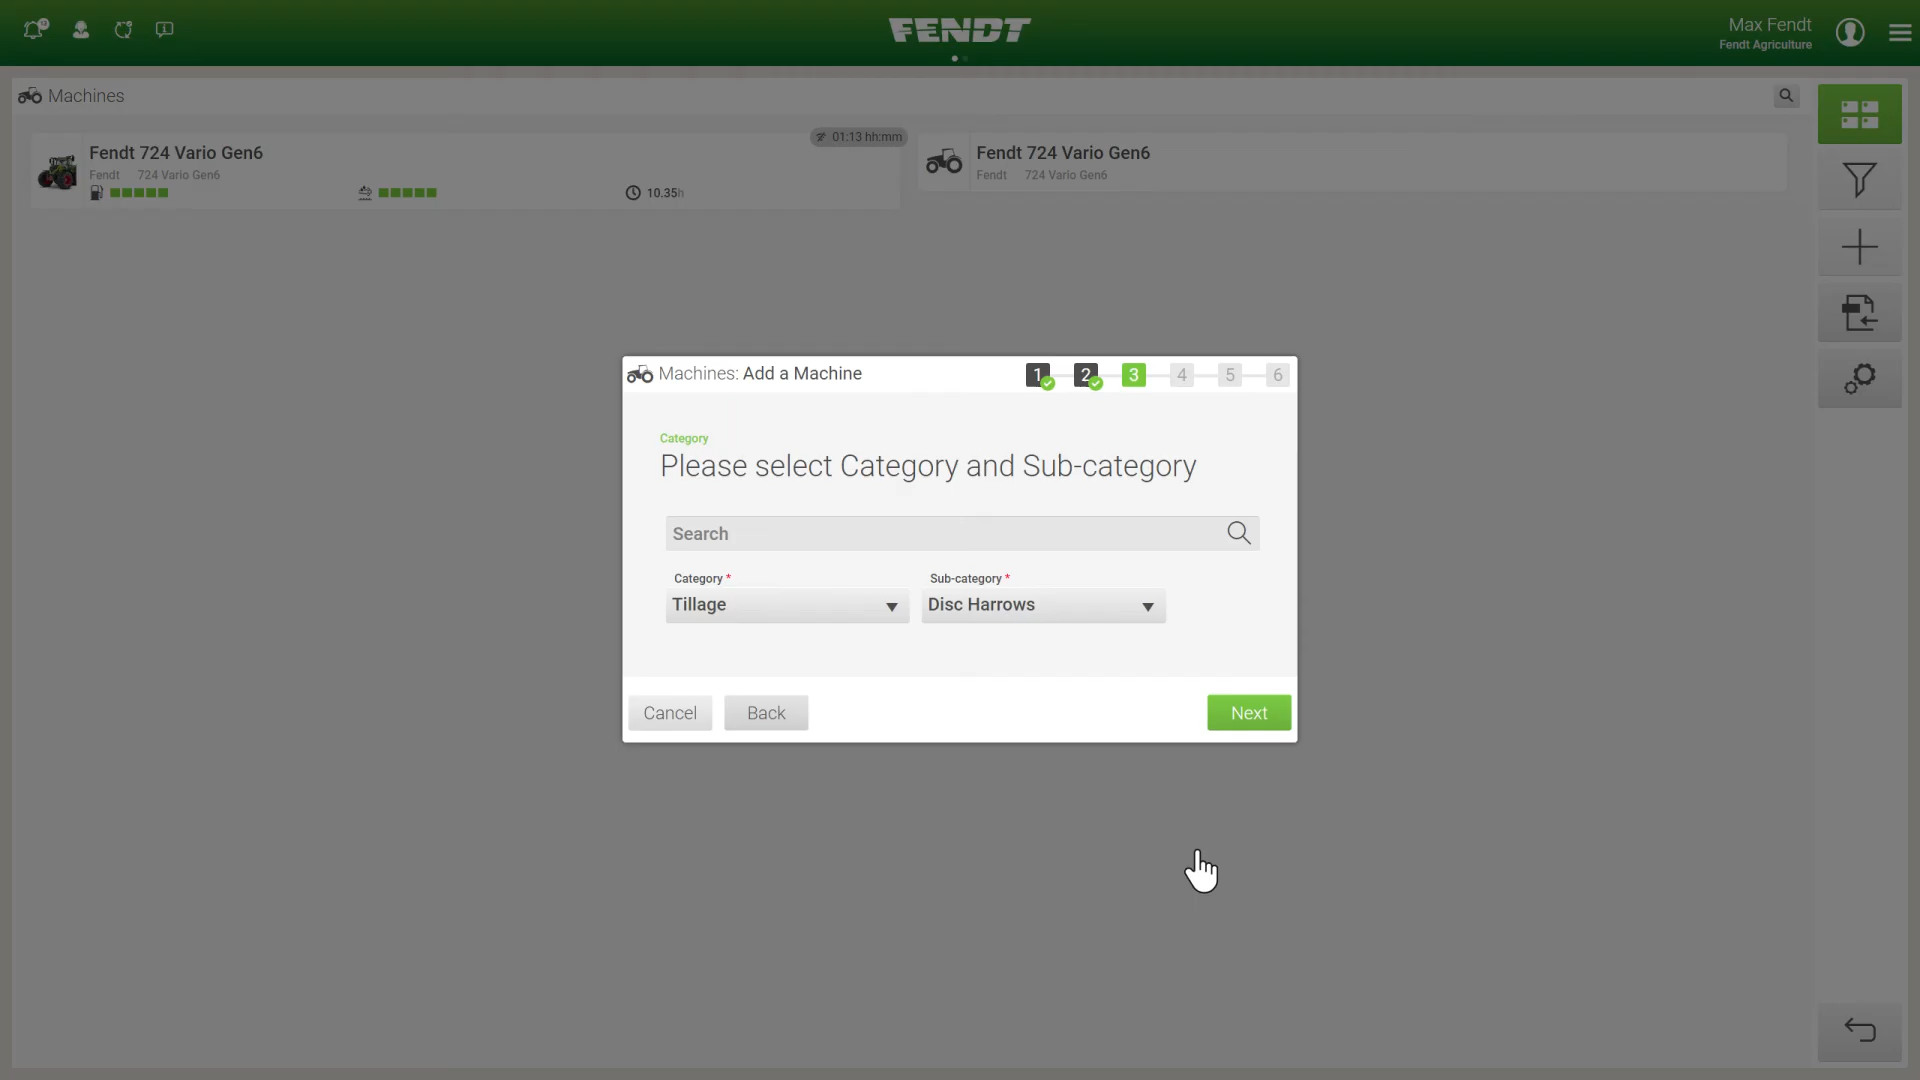 FENDT
Max Fendt
Fendt Agriculture
Machines
01:13 hh:mm
Fendt 724 Vario Gen6
Fendt 724 Vario Gen6
10.35h
Fendt 724 Vario Gen6
Fendt 724 Vario Gen6
Machines: Add a Machine
1 2 3 4 5 6
Category
Please select Category and Sub-category
Search
Category * Sub-category *
Tillage Disc Harrows
Cancel Back Next